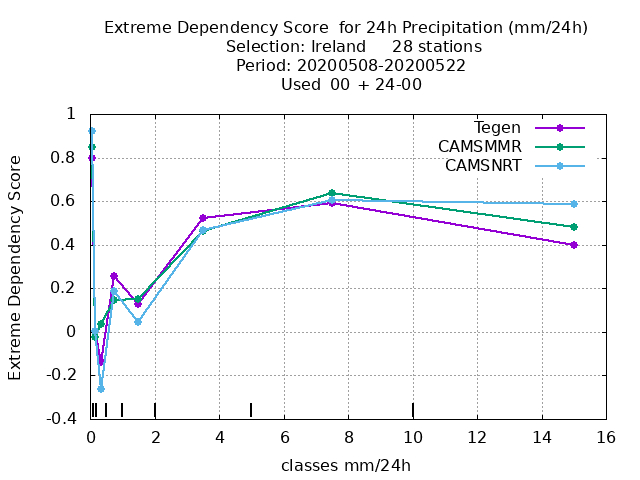 Extreme Dependency Score  for 24h Precipitation (mm/24h)
Selection: Ireland     28 stations
Period: 20200508-20200522
Used  00 + 24-00
Tegen
CAMSMMR
CAMSNRT
Extreme Dependency Score
1
0.8
0.6
0.4
0.2
0
-0.2
-0.4
0 2 4 6 8 10 12 14 16
classes mm/24h